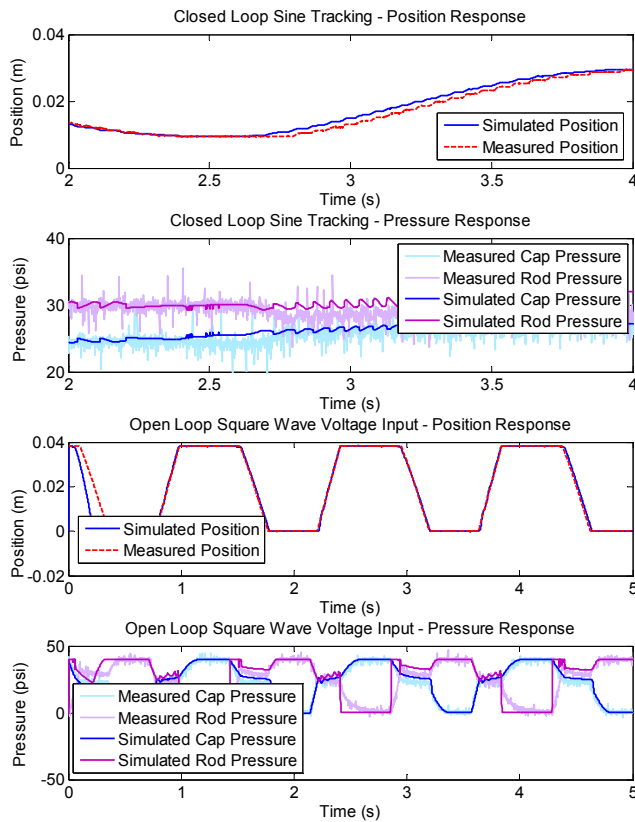 Closed Loop Sine Tracking - Position Response
0.04
0.02
0
Position (m)
Simulated Position
Measured Position
2
2.5
3
3.5
4
Time (s)
Closed Loop Sine Tracking - Pressure Response
40
30
20
Pressure (psi)
Measured Cap Pressure
Measured Rod Pressure
Simulated Cap Pressure
Simulated Rod Pressure
2
2.5
3
3.5
4
Time (s)
Open Loop Square Wave Voltage Input - Position Response
0.04
0.02
0
-0.02
Position (m)
Simulated Position
Measured Position
0
1
2
3
4
5
Time (s)
Open Loop Square Wave Voltage Input - Pressure Response
50
0
-50
Pressure (psi)
Measured Cap Pressure
Measured Rod Pressure
Simulated Cap Pressure
Simulated Rod Pressure
0
1
2
3
4
5
Time (s)